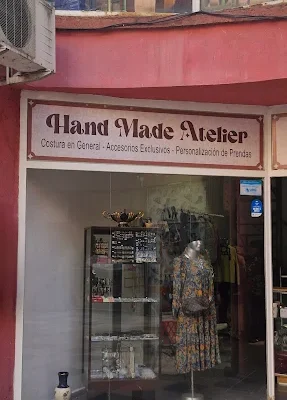 Hand Made Atelier
Costura en General - Accesorios Exclusivos - Personalización de Prendas